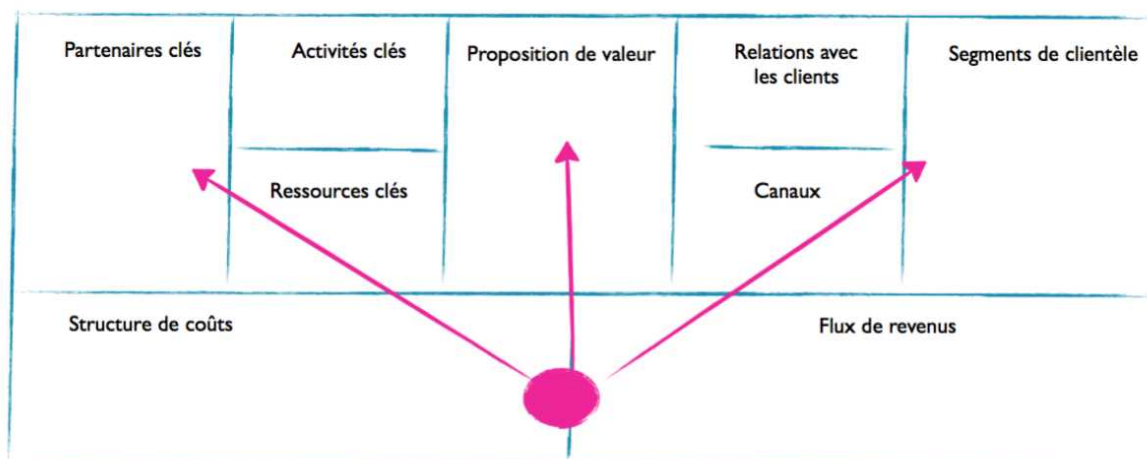 Partenaires clés
Activités clés
Proposition de valeur
Relations avec
les clients
Segments de clientèle
Ressources clés
Canaux
Structure de coûts
Flux de revenus